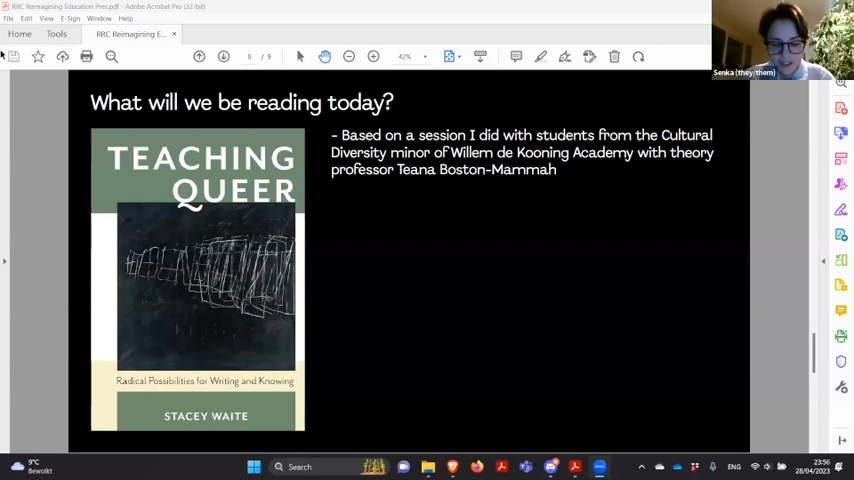 RRC Reimagining Education Pres.pdf - Adobe Acrobat Pro (32-bit)
File Edit View E-Sign Window Help
Home Tools RRC Reimagining E... ×
8 / 9 42%
Senka (they/them)
What will we be reading today?
TEACHING
QUEER
Radical Possibilities for Writing and Knowing
STACEY WAITE
- Based on a session I did with students from the Cultural
Diversity minor of Willem de Kooning Academy with theory
professor Teana Boston-Mammah
9°C
Bewolkt
Search
ENG
23:56
28/04/2023